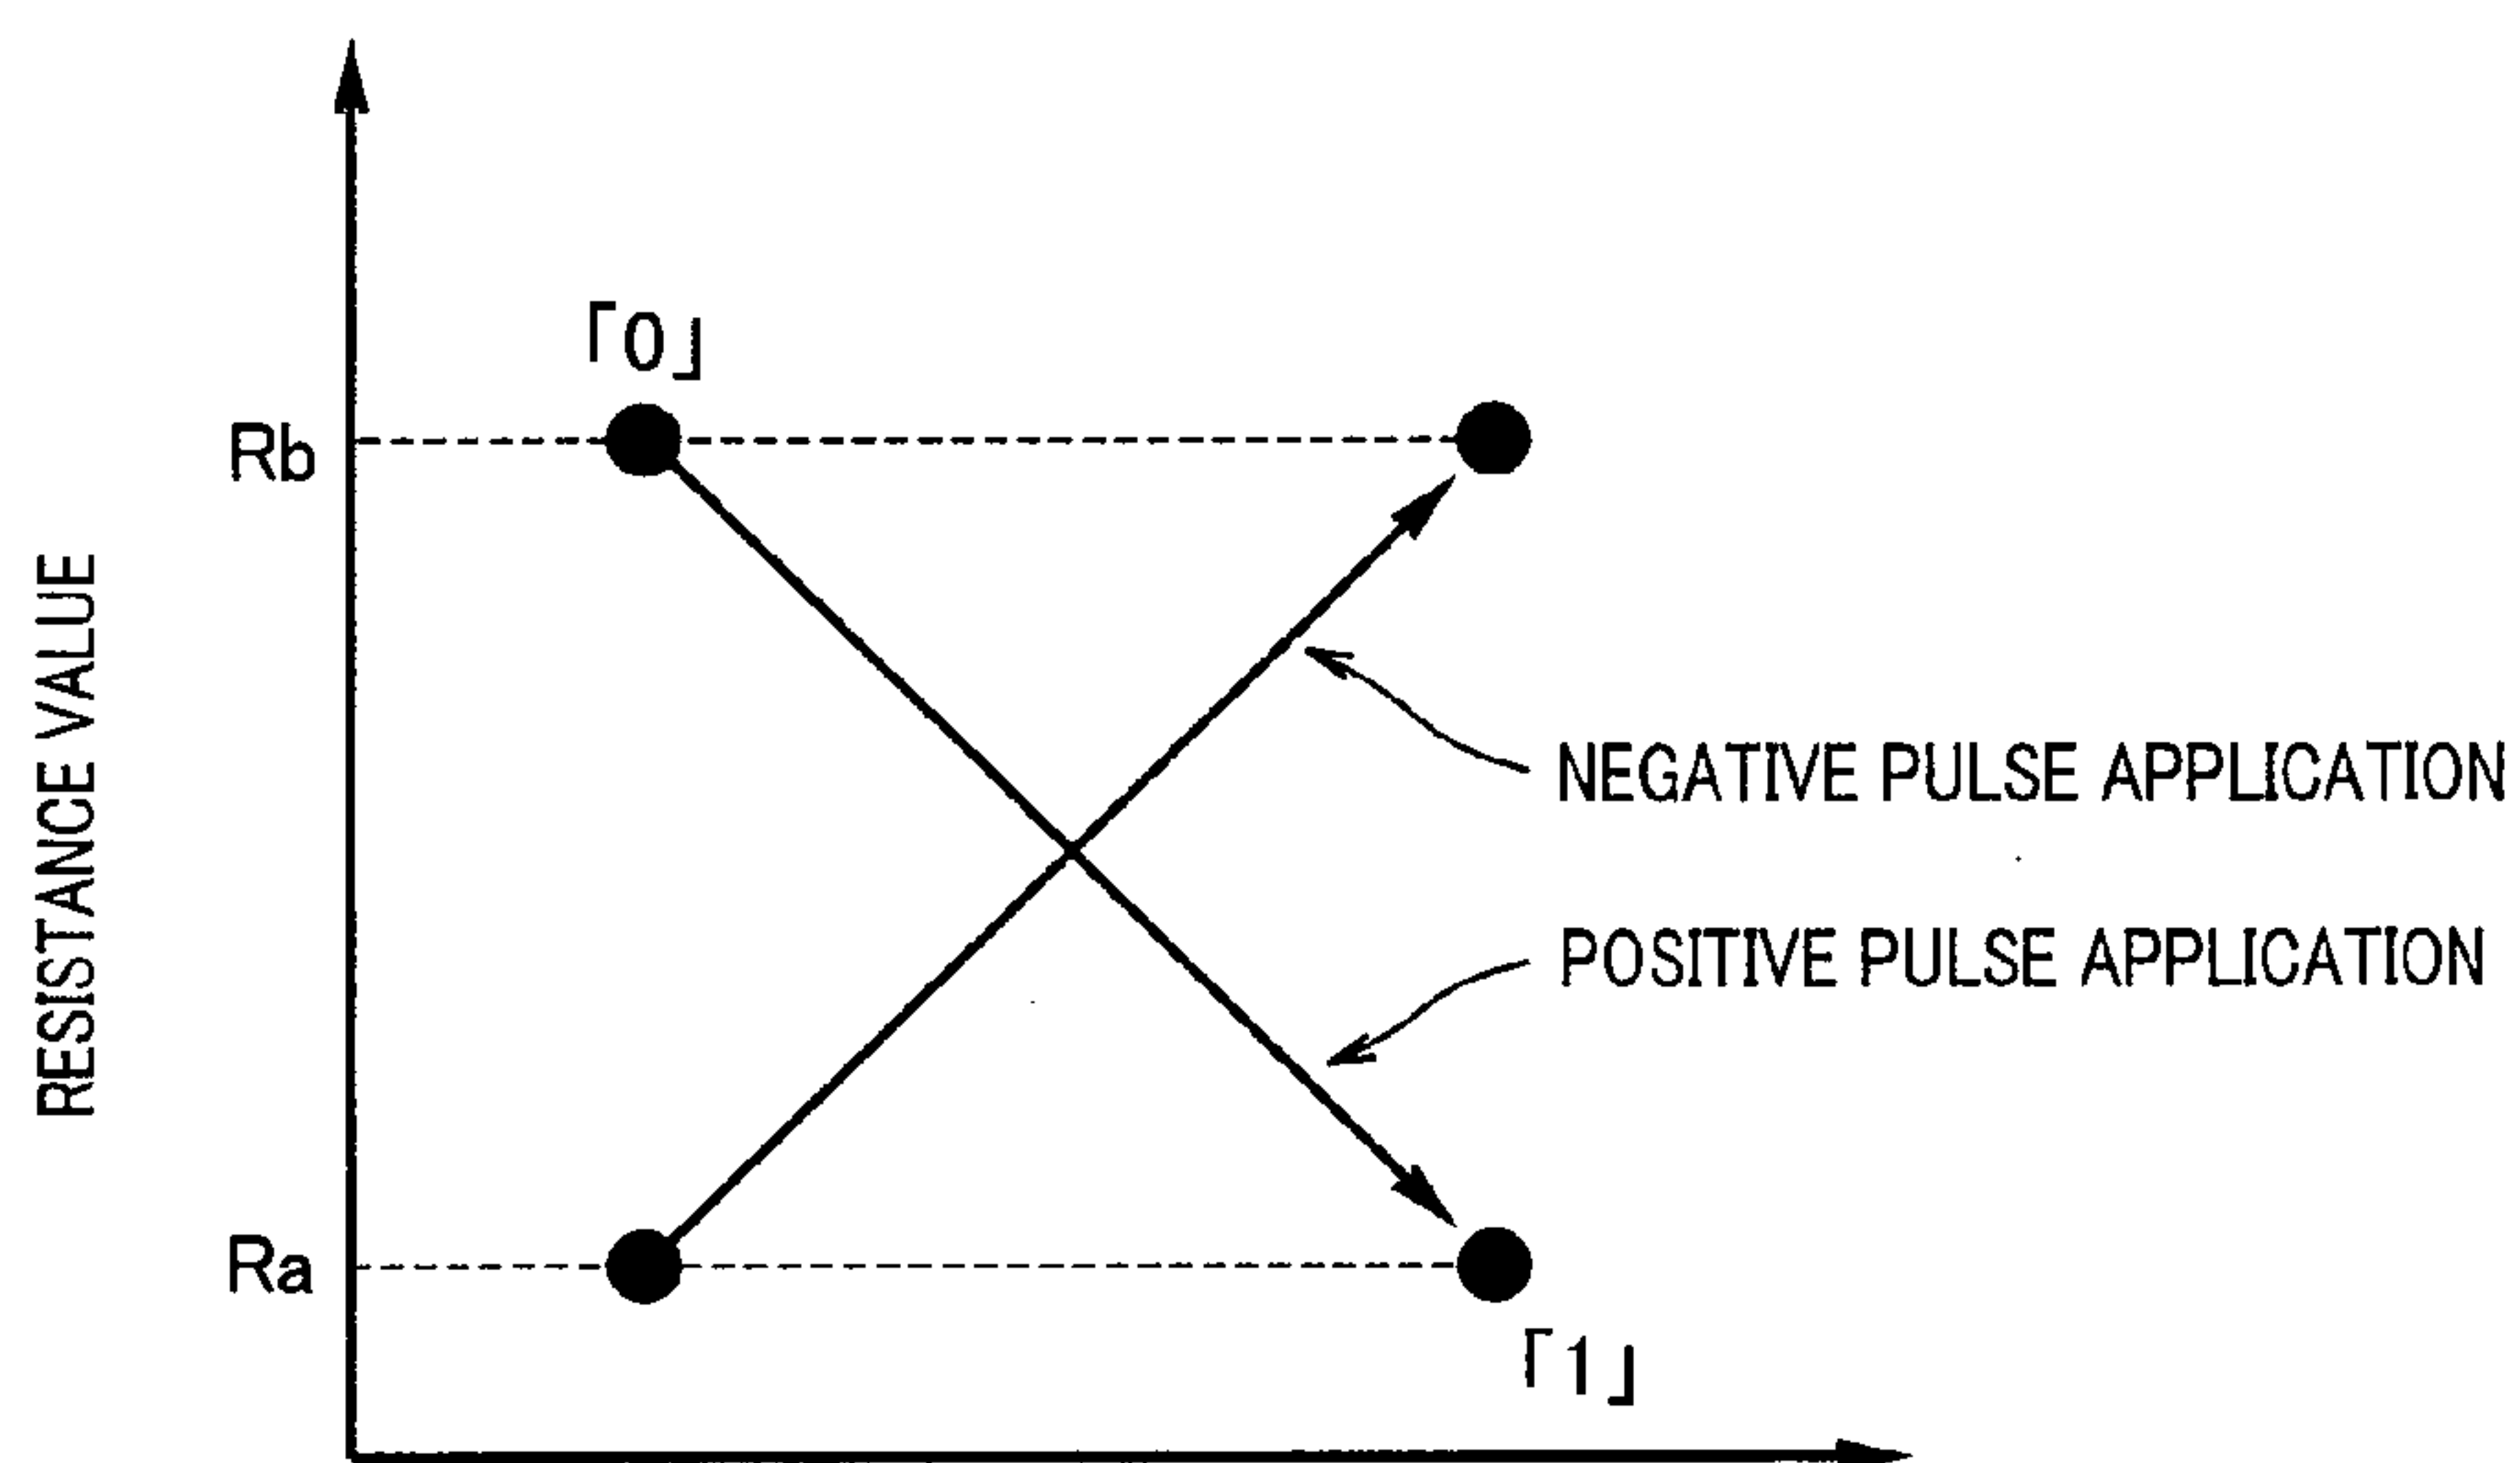 「0」
Rb
RESISTANCE VALUE
NEGATIVE PULSE APPLICATION
POSITIVE PULSE APPLICATION
Ra
「1」